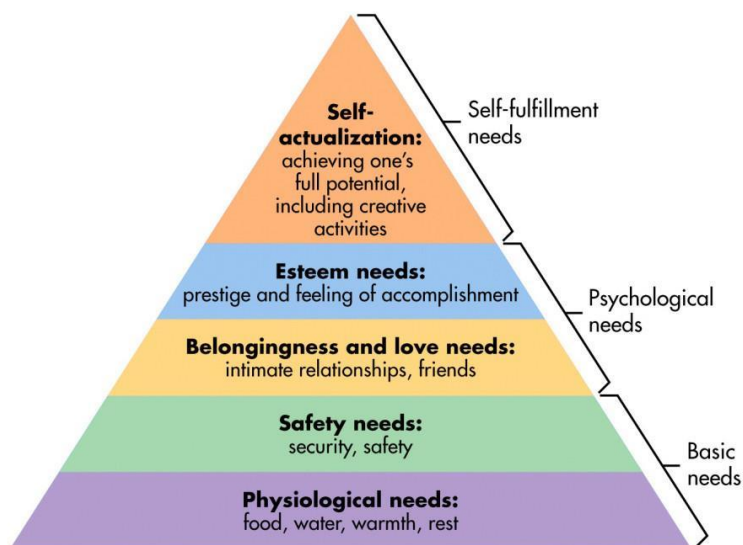 Self-
actualization:
achieving one's
full potential,
including creative
activities
Self-fulfillment
needs
Esteem needs:
prestige and feeling of accomplishment
Psychological
needs
Belongingness and love needs:
intimate relationships, friends
Safety needs:
security, safety
Basic
needs
Physiological needs:
food, water, warmth, rest